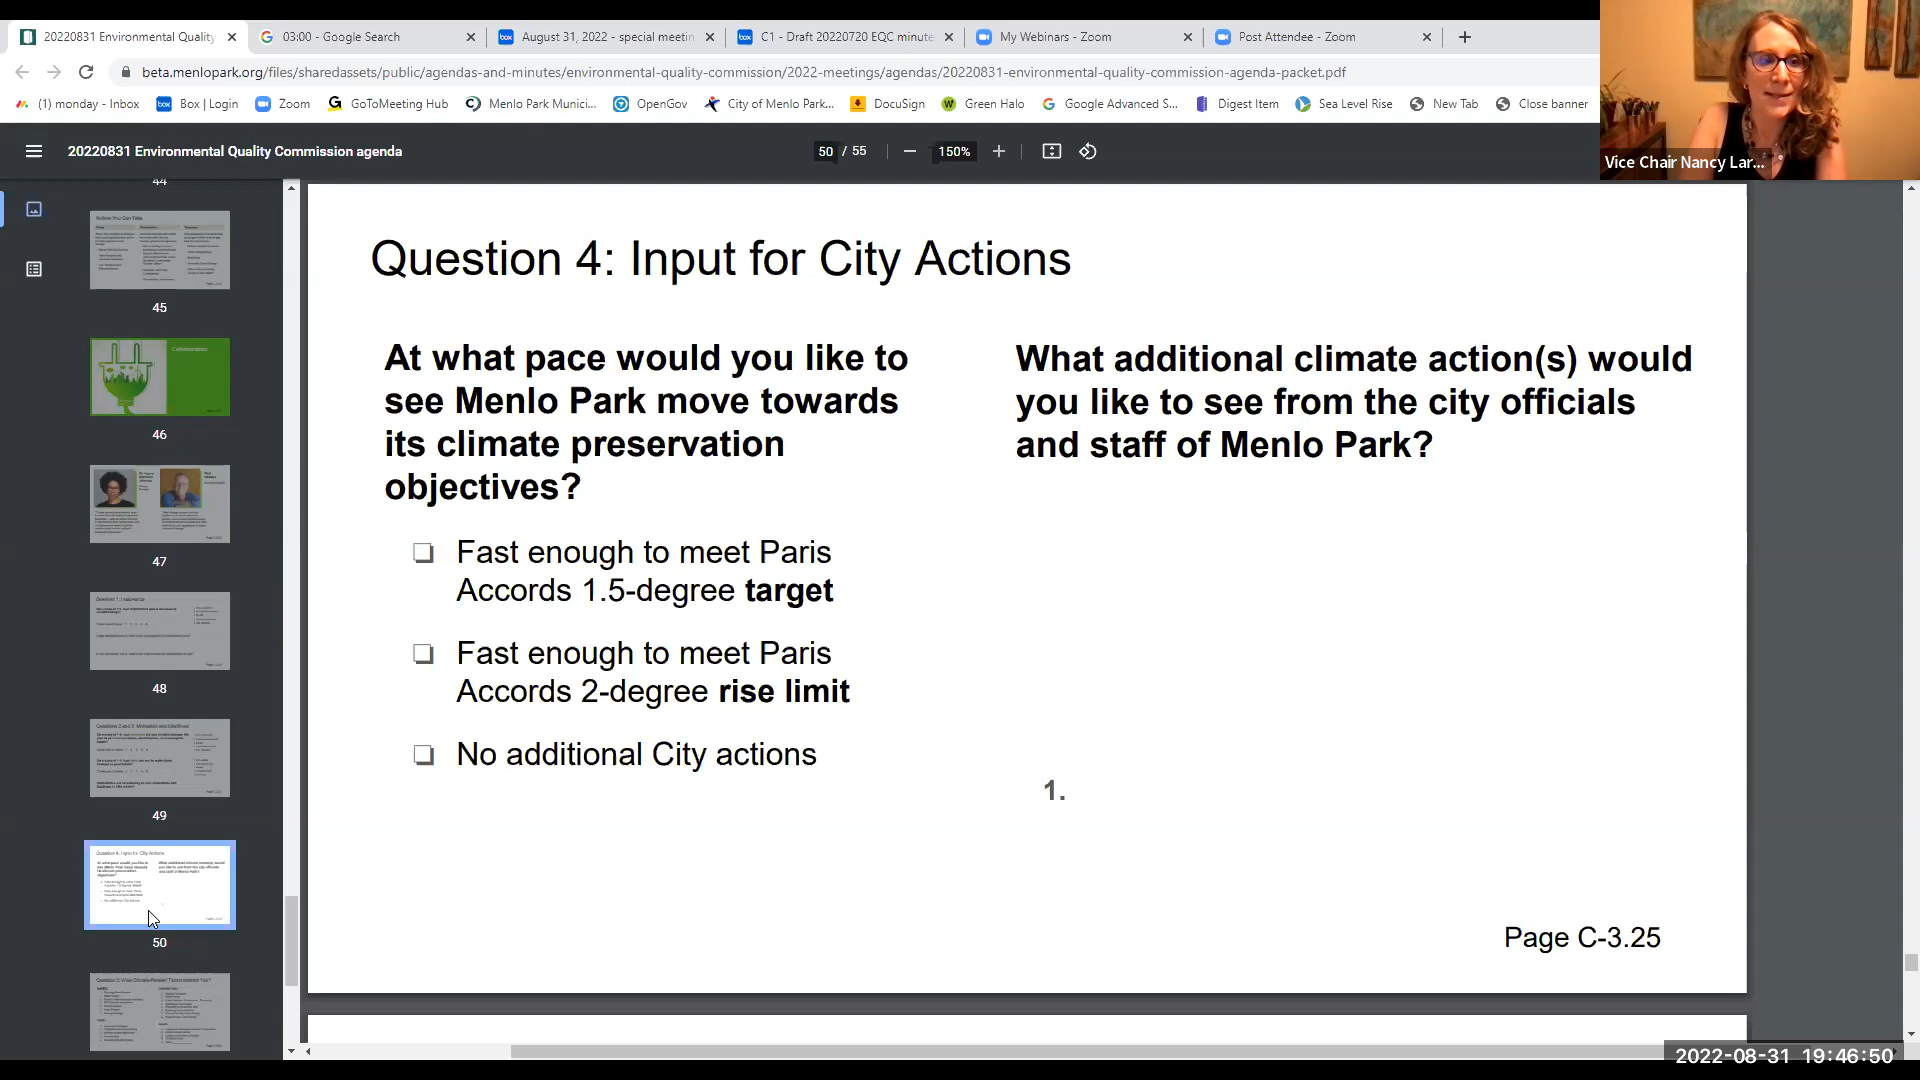 20220831 Environmental Quality
03:00 - Google Search
August 31, 2022 - special meetin
C1 - Draft 20220720 EQC minute
My Webinars - Zoom
Post Attendee - Zoom
beta.menlopark.org/files/sharedassets/public/agendas-and-minutes/environmental-quality-commission/2022-meetings/agendas/20220831-environmental-quality-commission-agenda-packet.pdf
(1) monday - Inbox
Box | Login
Zoom
GoToMeeting Hub
Menlo Park Munici...
OpenGov
City of Menlo Park...
DocuSign
Green Halo
Google Advanced S...
Digest Item
Sea Level Rise
New Tab
Close banner
Vice Chair Nancy Lar...
20220831 Environmental Quality Commission agenda
50 / 55
150%
44
45
46
47
48
49
50
Question 4: Input for City Actions
At what pace would you like to
see Menlo Park move towards
its climate preservation
objectives?
Fast enough to meet Paris
Accords 1.5-degree target
Fast enough to meet Paris
Accords 2-degree rise limit
No additional City actions
What additional climate action(s) would
you like to see from the city officials
and staff of Menlo Park?
1.
Page C-3.25
2022-08-31 19:46:50